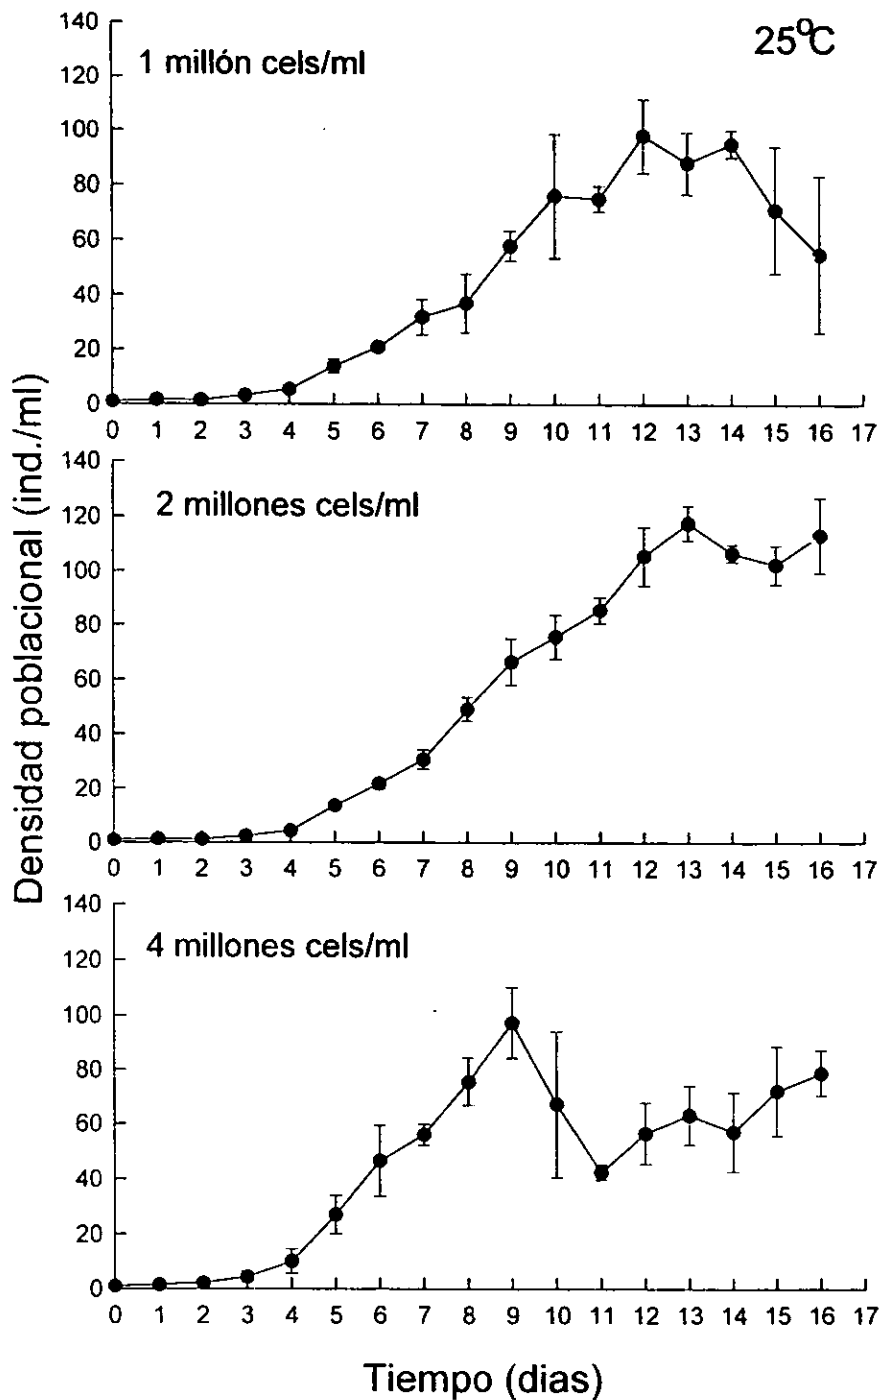 25ºC
1 millón cels/ml
140
120
100
80
60
40
20
0
0 1 2 3 4 5 6 7 8 9 10 11 12 13 14 15 16 17
2 millones cels/ml
140
120
100
80
60
40
20
0
0 1 2 3 4 5 6 7 8 9 10 11 12 13 14 15 16 17
4 millones cels/ml
140
120
100
80
60
40
20
0
0 1 2 3 4 5 6 7 8 9 10 11 12 13 14 15 16 17
Densidad poblacional (ind./ml)
Tiempo (dias)